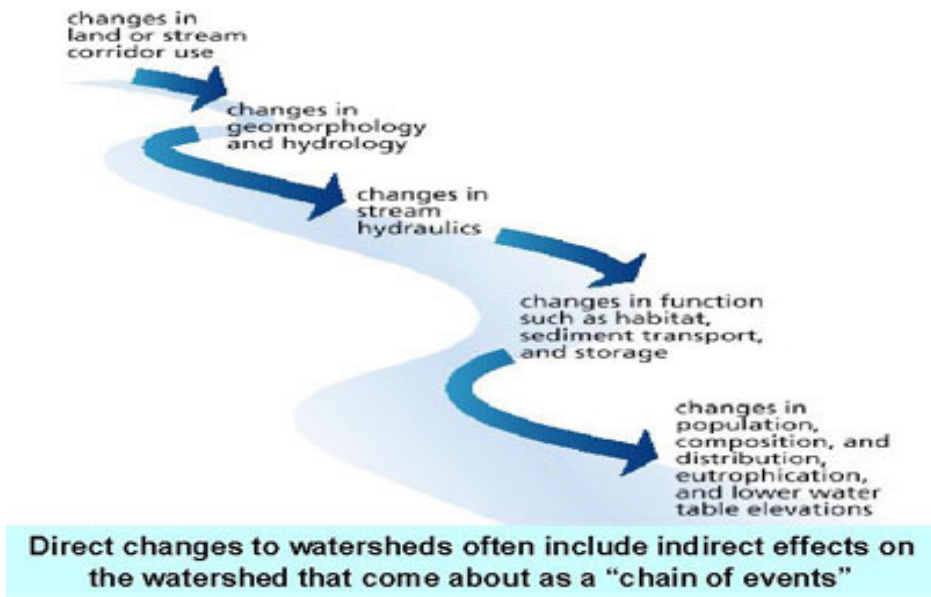 changes in
land or stream
corridor use
changes in
geomorphology
and hydrology
changes in
stream
hydraulics
changes in function
such as habitat,
sediment transport,
and storage
changes in
population,
composition, and
distribution,
eutrophication,
and lower water
table elevations
Direct changes to watersheds often include indirect effects on
the watershed that come about as a “chain of events”